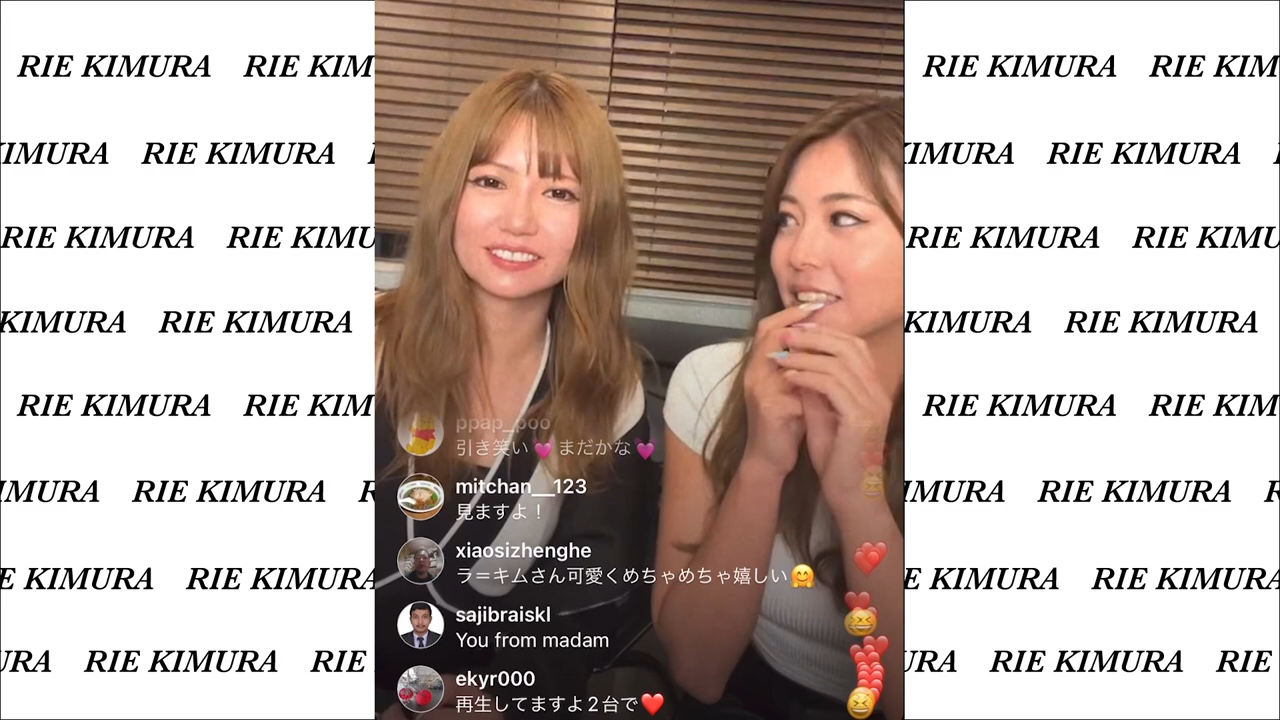 RIE KIMURA RIE KIM
IMURA RIE KIMURA
RIE KIMURA RIE KIMU
KIMURA RIE KIMURA
RIE KIMURA RIE KIM
IMURA RIE KIMURA R
E KIMURA RIE KIMURA
URA RIE KIMURA RIE
ppap_poo
引き笑い💗まだかな💗
mitchan__123
見ますよ！
xiaosizhenghe
ラ＝キムさん可愛くめちゃめちゃ嬉しい🤗
sajibraiskl
You from madam
ekyr000
再生してますよ２台で❤️
RIE KIMURA RIE KIM
IMURA RIE KIMURA
RIE KIMURA RIE KIMU
KIMURA RIE KIMURA
RIE KIMURA RIE KIM
IMURA RIE KIMURA R
E KIMURA RIE KIMURA
URA RIE KIMURA RIE